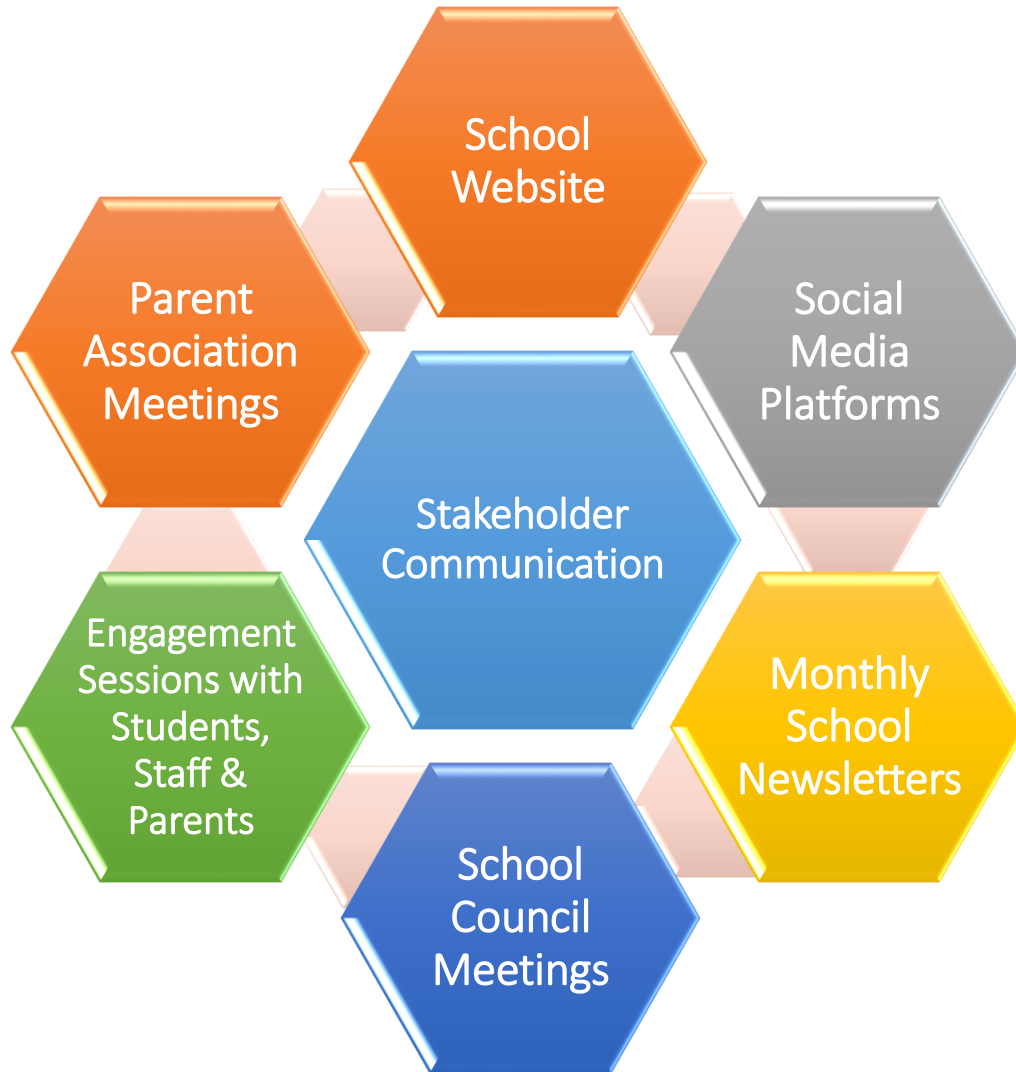 School
Website
Social
Media
Platforms
Monthly
School
Newsletters
School
Council
Meetings
Engagement
Sessions with
Students,
Staff &
Parents
Parent
Association
Meetings
Stakeholder
Communication